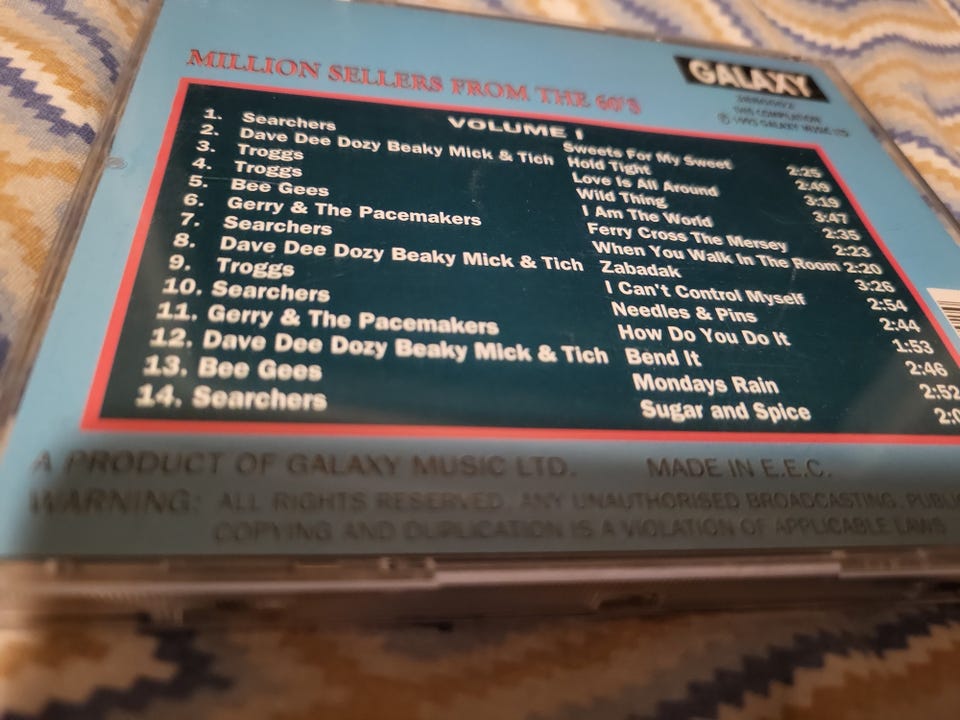 GALAXY
THIS COMPILATION
GALAXY MUSIC LTD
MILLION SELLERS FROM THE 60'S
VOLUME 1
1. Searchers Sweets For My Sweet 2:25
2. Dave Dee Dozy Beaky Mick & Tich Hold Tight 2:49
3. Troggs Love Is All Around 3:19
4. Troggs Wild Thing 3:47
5. Bee Gees I Am The World 2:35
6. Gerry & The Pacemakers Ferry Cross The Mersey 2:23
7. Searchers When You Walk In The Room 2:20
8. Dave Dee Dozy Beaky Mick & Tich Zabadak 3:26
9. Troggs I Can't Control Myself 2:54
10. Searchers Needles & Pins 2:44
11. Gerry & The Pacemakers How Do You Do It 1:53
12. Dave Dee Dozy Beaky Mick & Tich Bend It 2:46
13. Bee Gees Mondays Rain 2:52
14. Searchers Sugar and Spice
A PRODUCT OF GALAXY MUSIC LTD. MADE IN E.E.C.
WARNING: ALL RIGHTS RESERVED. ANY UNAUTHORISED BROADCASTING, PUBLIC
COPYING AND DUPLICATION IS A VIOLATION OF APPLICABLE LAWS